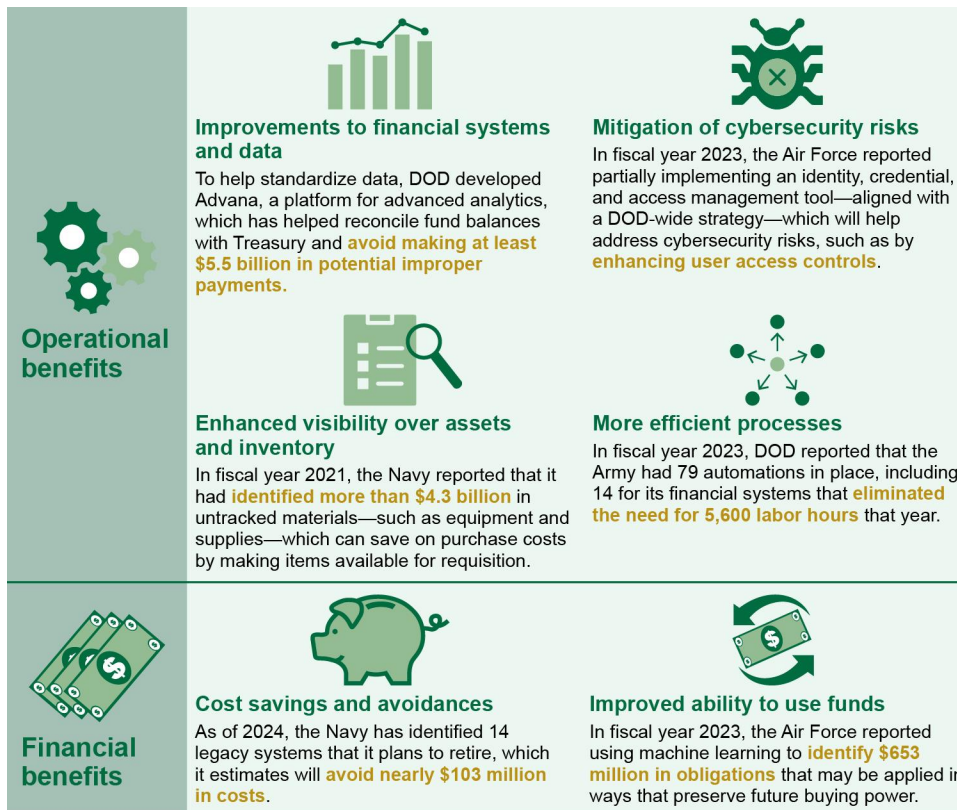 Operational
benefits
Improvements to financial systems
and data
To help standardize data, DOD developed
Advana, a platform for advanced analytics,
which has helped reconcile fund balances
with Treasury and avoid making at least
$5.5 billion in potential improper
payments.
Mitigation of cybersecurity risks
In fiscal year 2023, the Air Force reported
partially implementing an identity, credential,
and access management tool—aligned with
a DOD-wide strategy—which will help
address cybersecurity risks, such as by
enhancing user access controls.
Enhanced visibility over assets
and inventory
In fiscal year 2021, the Navy reported that it
had identified more than $4.3 billion in
untracked materials—such as equipment and
supplies—which can save on purchase costs
by making items available for requisition.
More efficient processes
In fiscal year 2023, DOD reported that the
Army had 79 automations in place, including
14 for its financial systems that eliminated
the need for 5,600 labor hours that year.
Financial
benefits
Cost savings and avoidances
As of 2024, the Navy has identified 14
legacy systems that it plans to retire, which
it estimates will avoid nearly $103 million
in costs.
Improved ability to use funds
In fiscal year 2023, the Air Force reported
using machine learning to identify $653
million in obligations that may be applied in
ways that preserve future buying power.